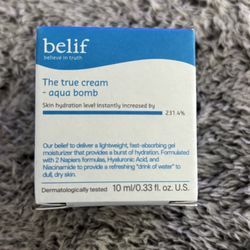 belif
believe in truth
The true cream
- aqua bomb
Skin hydration level instantly increased by
231.4%
Our belief to deliver a lightweight, fast-absorbing gel
moisturizer that provides a burst of hydration. Formulated
with 2 Napiers formulas, Hyaluronic Acid, and
Niacinamide to provide a refreshing "drink of water" to
dull, dry skin.
Dermatologically tested 10 ml/0.33 fl. oz. U.S.